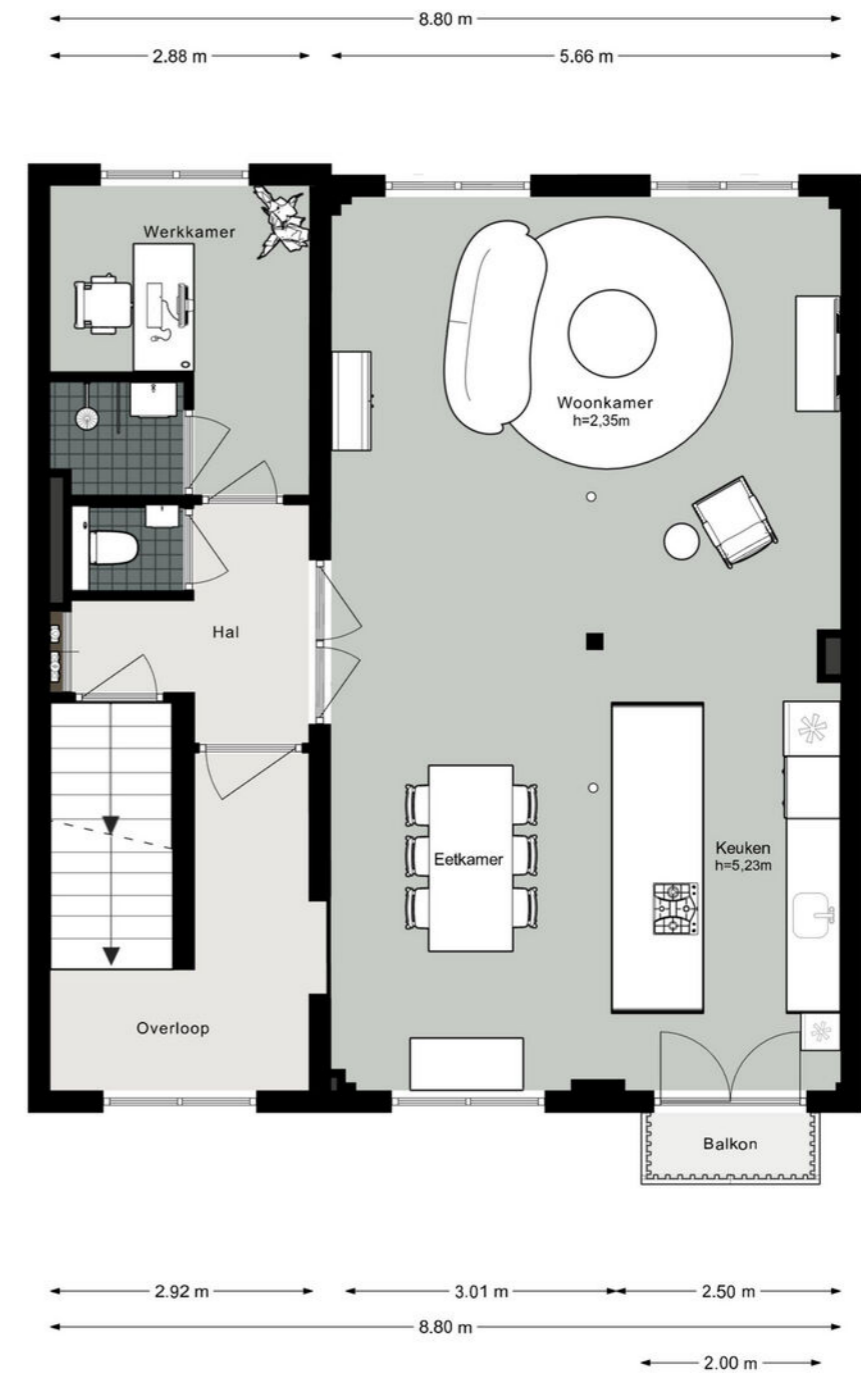 8.80 m
2.88 m
5.66 m
Werkkamer
Woonkamer
h=2,35m
Hal
Keuken
h=5,23m
Eetkamer
Overloop
Balkon
2.92 m
3.01 m
2.50 m
8.80 m
2.00 m